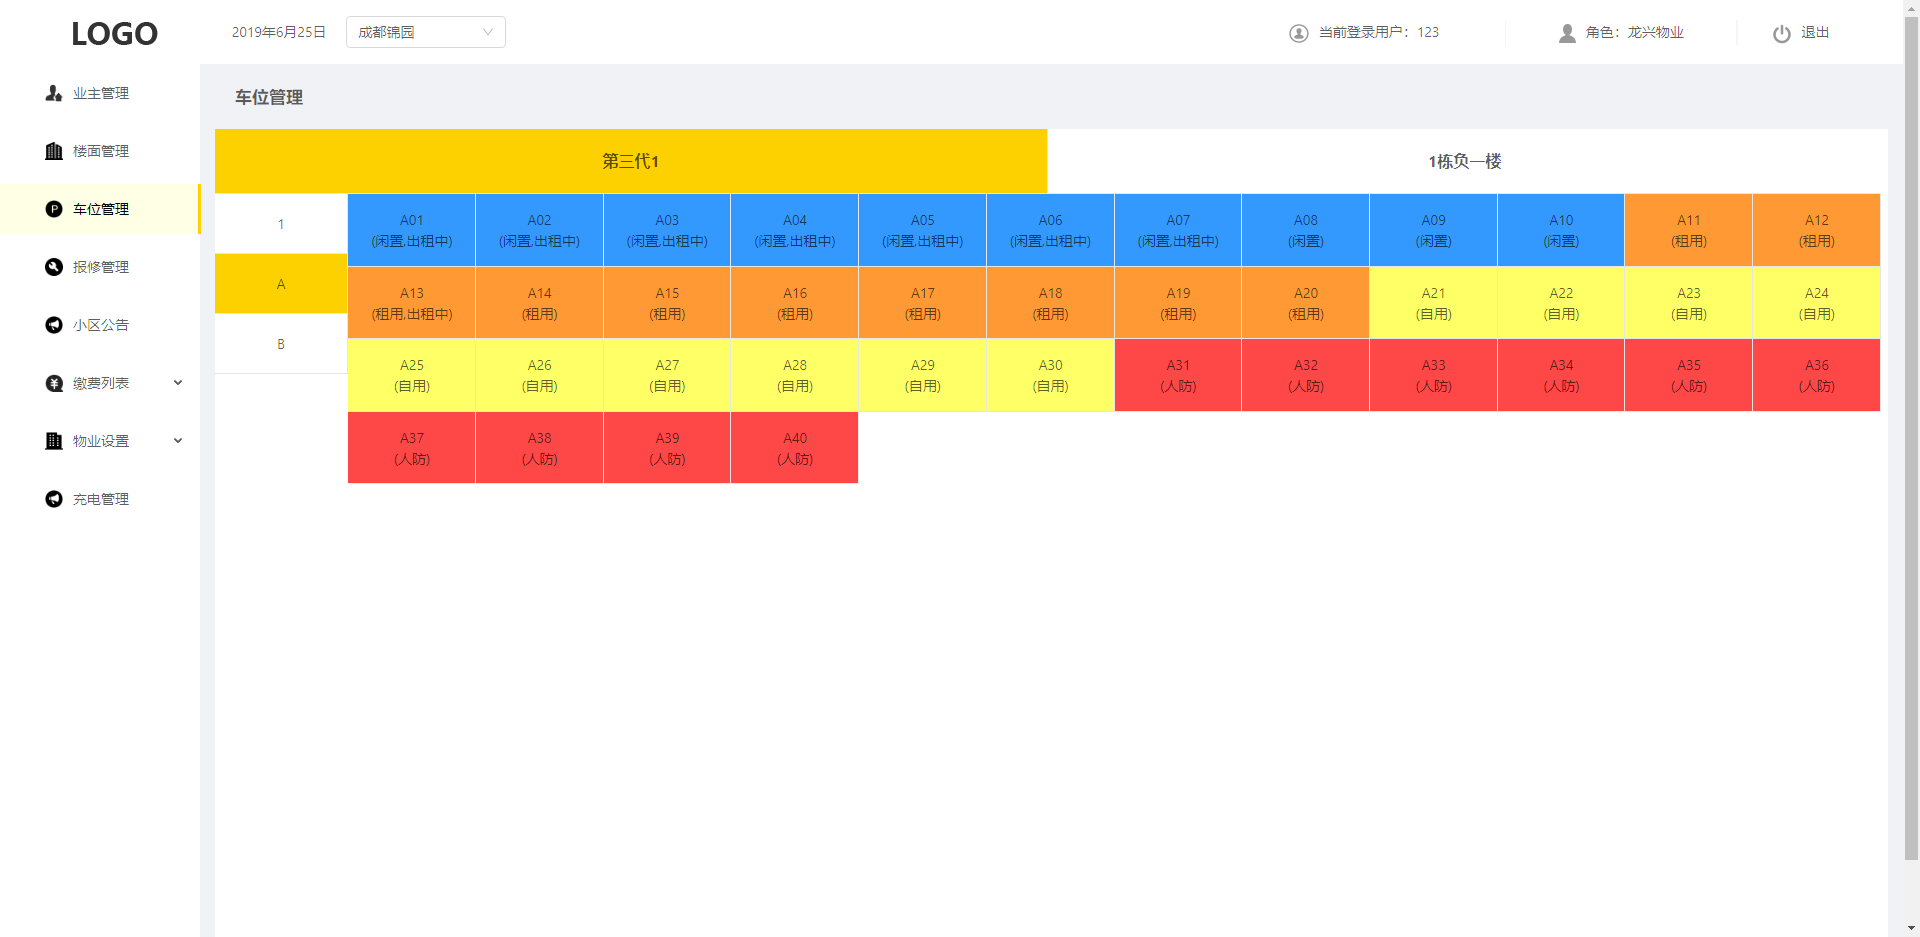 LOGO
2019年6月25日
成都锦园
当前登录用户：123
角色：龙兴物业
退出
业主管理
楼面管理
车位管理
报修管理
小区公告
缴费列表
物业设置
充电管理
车位管理
第三代1
1栋负一楼
1
A
B
A01
(闲置,出租中)
A02
(闲置,出租中)
A03
(闲置,出租中)
A04
(闲置,出租中)
A05
(闲置,出租中)
A06
(闲置,出租中)
A07
(闲置,出租中)
A08
(闲置)
A09
(闲置)
A10
(闲置)
A11
(租用)
A12
(租用)
A13
(租用,出租中)
A14
(租用)
A15
(租用)
A16
(租用)
A17
(租用)
A18
(租用)
A19
(租用)
A20
(租用)
A21
(自用)
A22
(自用)
A23
(自用)
A24
(自用)
A25
(自用)
A26
(自用)
A27
(自用)
A28
(自用)
A29
(自用)
A30
(自用)
A31
(人防)
A32
(人防)
A33
(人防)
A34
(人防)
A35
(人防)
A36
(人防)
A37
(人防)
A38
(人防)
A39
(人防)
A40
(人防)